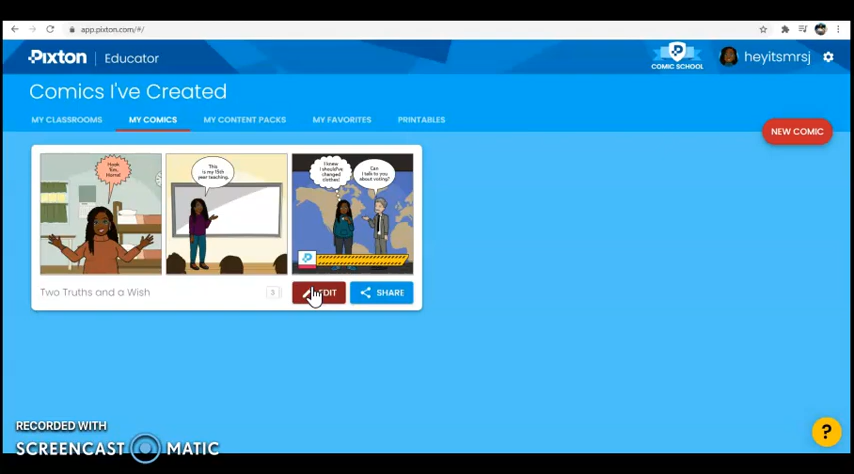 app.pixton.com/#/
Pixton | Educator
COMIC SCHOOL
heyitsmrsj
Comics I've Created
MY CLASSROOMS
MY COMICS
MY CONTENT PACKS
MY FAVORITES
PRINTABLES
NEW COMIC
Hook
'Em,
Horns!
This
is my 15th
peer teaching.
I knew
I should've
changed
clothes!
Can
I talk to you
about voting?
Two Truths and a Wish
3
EDIT
SHARE
RECORDED WITH
SCREENCAST MATIC
?